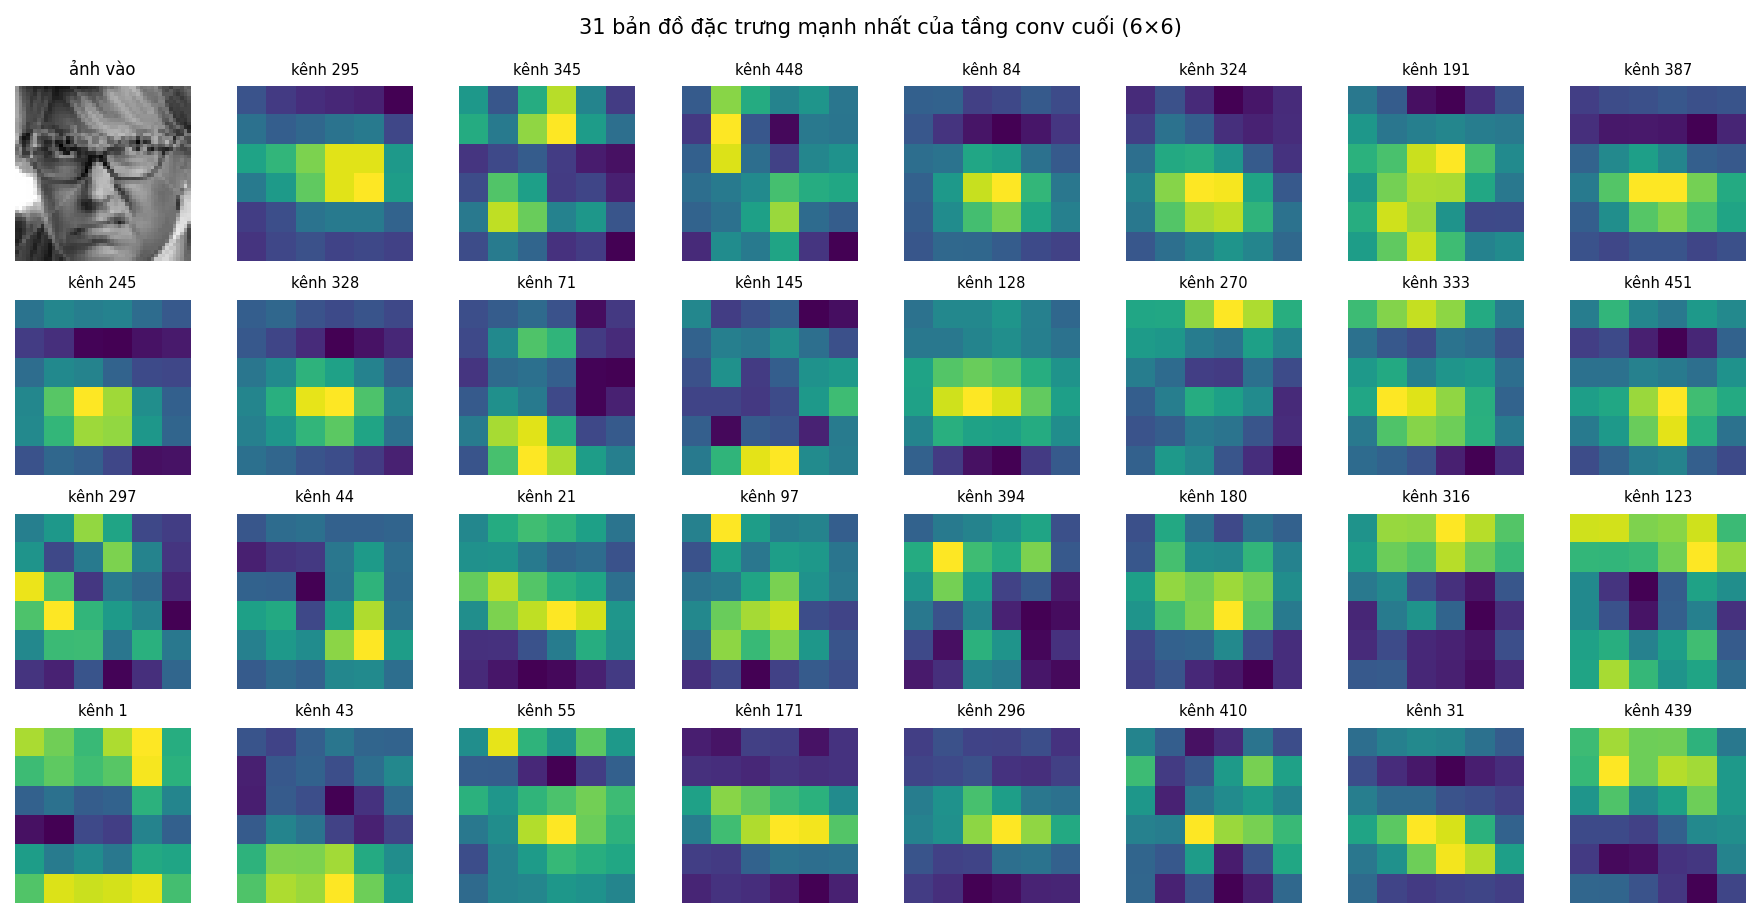 31 bản đồ đặc trưng mạnh nhất của tầng conv cuối (6×6)
ảnh vào
kênh 295
kênh 345
kênh 448
kênh 84
kênh 324
kênh 191
kênh 387
kênh 245
kênh 328
kênh 71
kênh 145
kênh 128
kênh 270
kênh 333
kênh 451
kênh 297
kênh 44
kênh 21
kênh 97
kênh 394
kênh 180
kênh 316
kênh 123
kênh 1
kênh 43
kênh 55
kênh 171
kênh 296
kênh 410
kênh 31
kênh 439